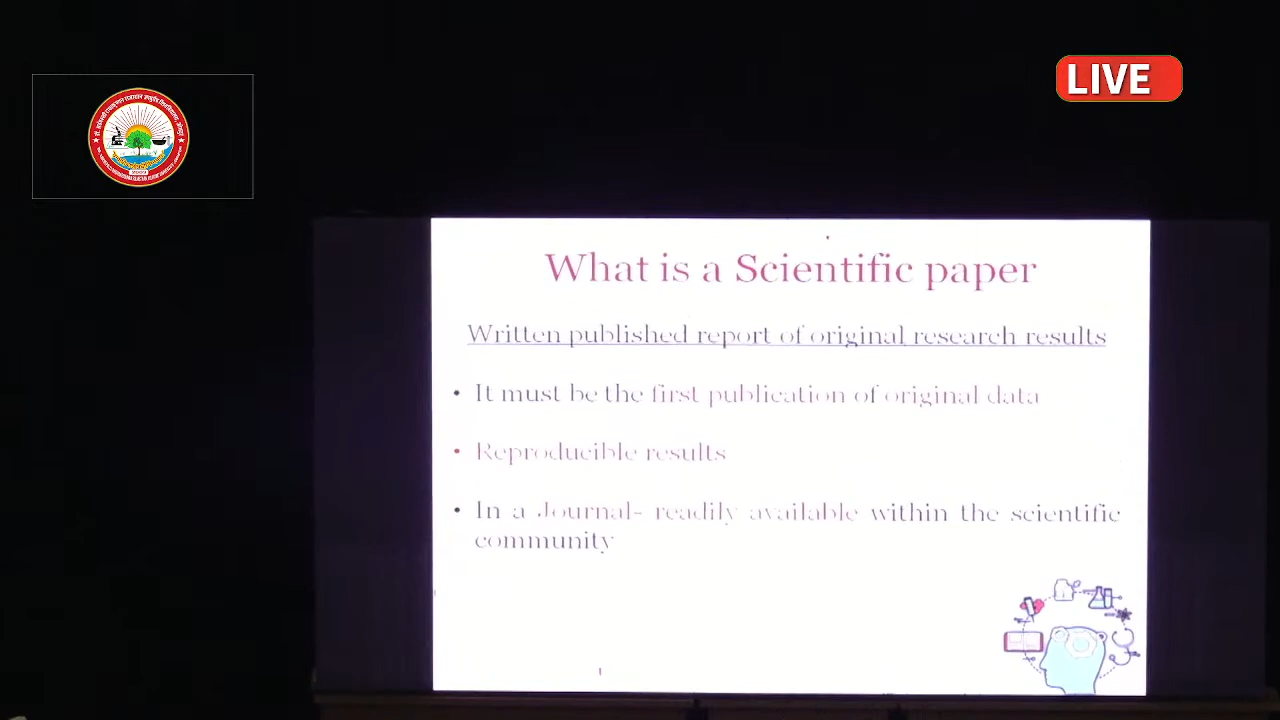 LIVE
What is a Scientific paper
Written published report of original research results
• It must be the first publication of original data
• Reproducible results
• In a Journal- readily available within the scientific
community